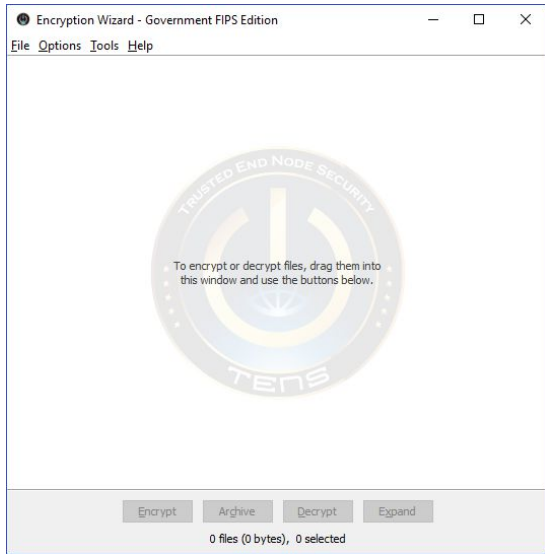 Encryption Wizard - Government FIPS Edition
File Options Tools Help
TRUSTED END NODE SECURITY
To encrypt or decrypt files, drag them into
this window and use the buttons below.
TENS
Encrypt Archive Decrypt Expand
0 files (0 bytes), 0 selected